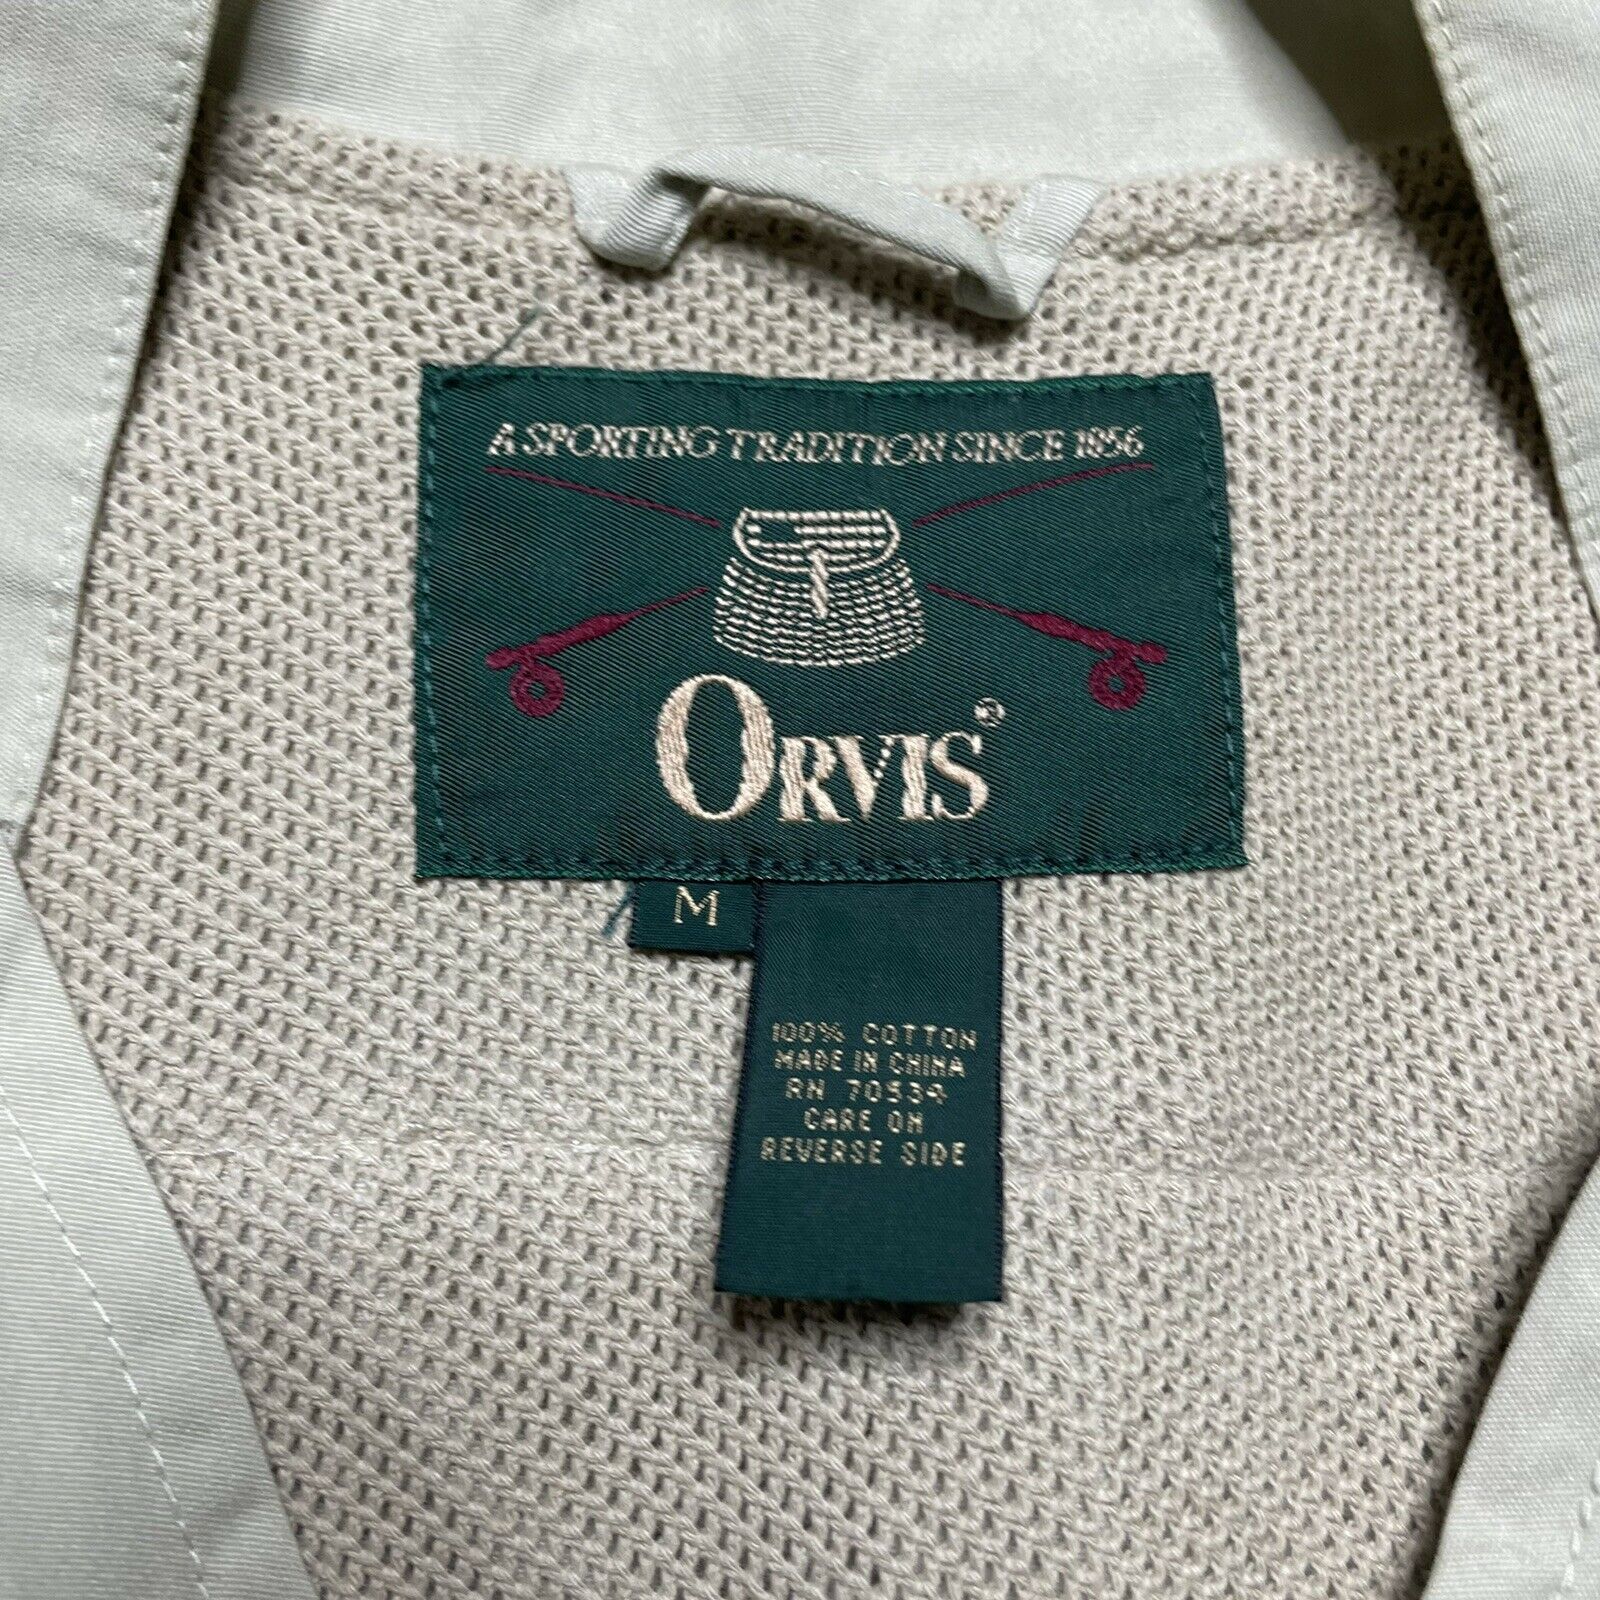 A SPORTING TRADITION SINCE 1856
ORVIS®
M
100% COTTON
MADE IN CHINA
RN 70534
CARE ON
REVERSE SIDE